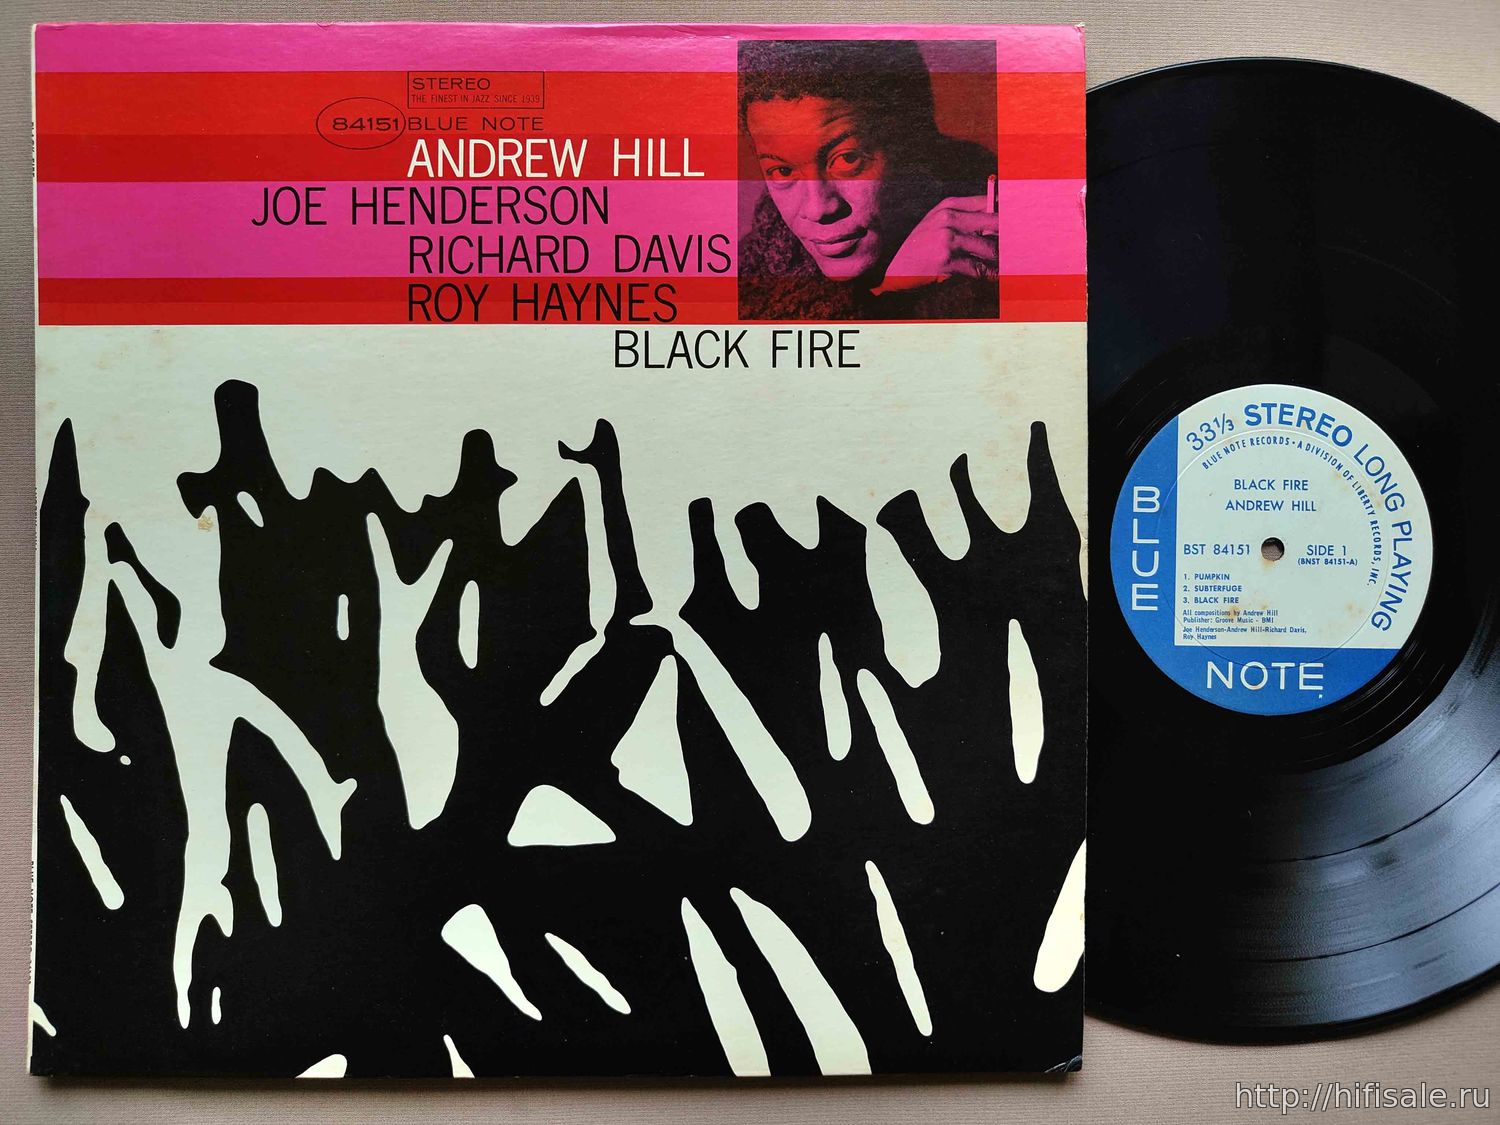 STEREO
THE FINEST IN JAZZ SINCE 1939
84151 BLUE NOTE
ANDREW HILL
JOE HENDERSON
RICHARD DAVIS
ROY HAYNES
BLACK FIRE
33 1/3 STEREO LONG PLAYING
BLUE NOTE RECORDS • A DIVISION OF LIBERTY RECORDS, INC.
BLACK FIRE
ANDREW HILL
BST 84151
SIDE 1
(BNST 84151-A)
1. PUMPKIN
2. SUBTERFUGE
3. BLACK FIRE
All compositions by Andrew Hill
Publisher: Groove Music - BMI
Joe Henderson-Andrew Hill-Richard Davis,
Roy Haynes
BLUE
NOTE
http://hifisale.ru